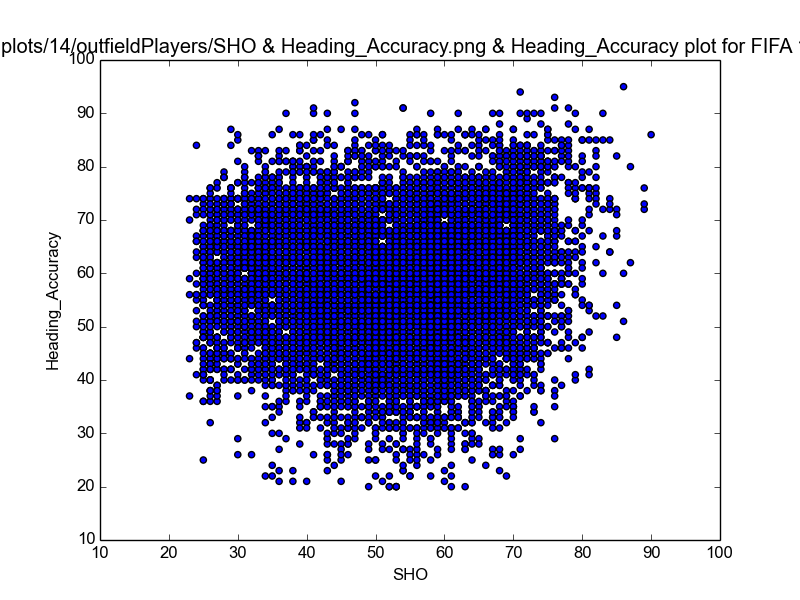 plots/14/outfieldPlayers/SHO & Heading_Accuracy.png & Heading_Accuracy plot for FIFA
100
90
80
70
60
50
40
30
20
10
Heading_Accuracy
10 20 30 40 50 60 70 80 90 100
SHO